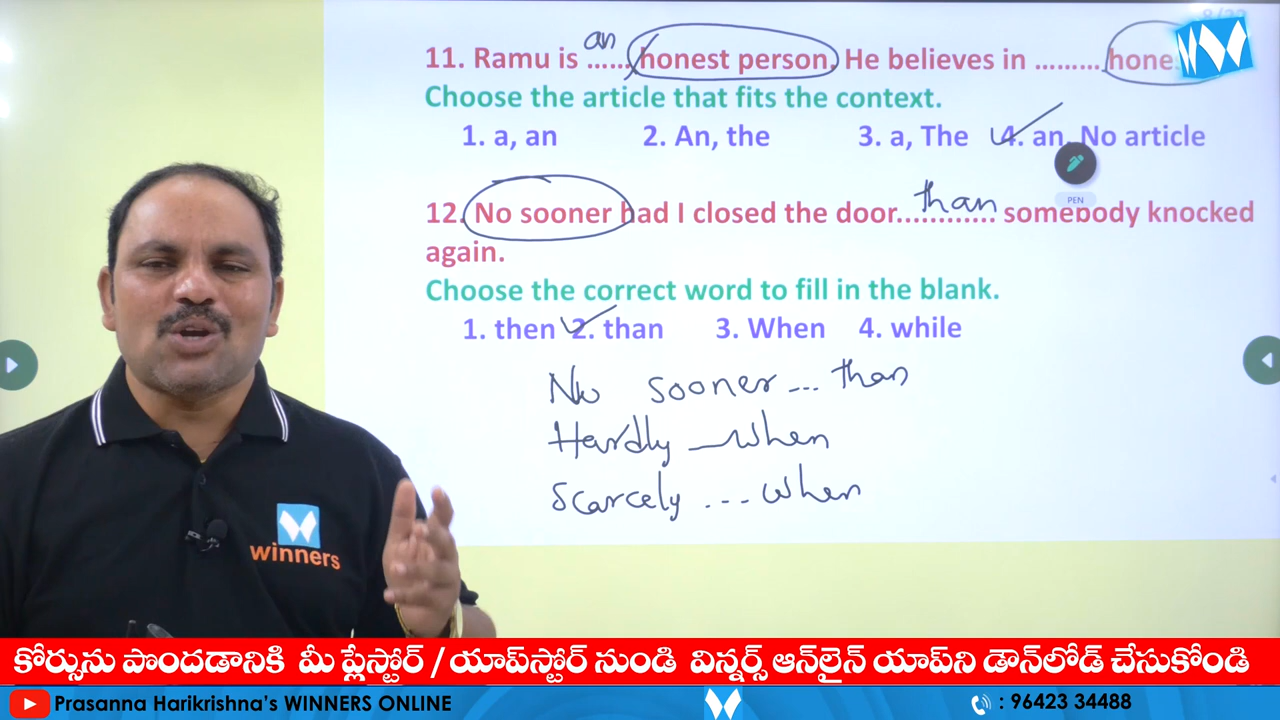 an
11. Ramu is ...... honest person. He believes in ......... hones
Choose the article that fits the context.
1. a, an 2. An, the 3. a, The 4. an, No article
PEN
than
12. No sooner had I closed the door............ somebody knocked
again.
Choose the correct word to fill in the blank.
1. then 2. than 3. When 4. while
No sooner ... than
Hardly — when
Scarcely ... when
winners
కోర్సును పొందడానికి మీ ప్లేస్టోర్ / యాప్‌స్టోర్ నుండి విన్నర్స్ ఆన్‌లైన్ యాప్‌ని డౌన్‌లోడ్ చేసుకోండి
Prasanna Harikrishna's WINNERS ONLINE : 96423 34488